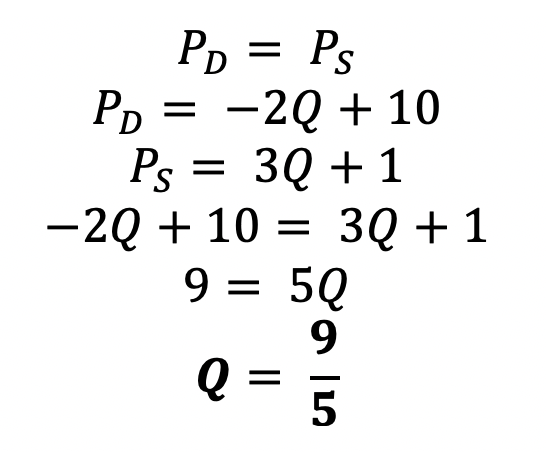 P_D = P_S
P_D = −2Q + 10
P_S = 3Q + 1
−2Q + 10 = 3Q + 1
9 = 5Q
Q = 9/5